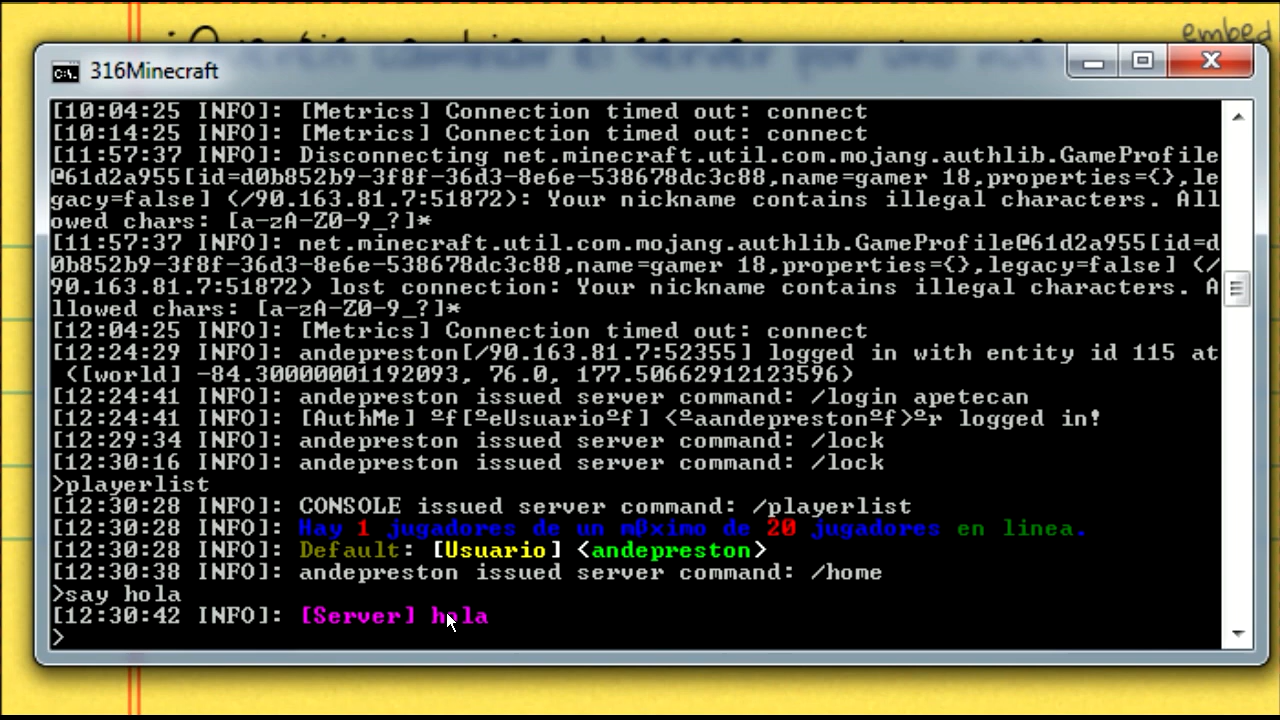 embed
316Minecraft
[10:04:25 INFO]: [Metrics] Connection timed out: connect
[10:14:25 INFO]: [Metrics] Connection timed out: connect
[11:57:37 INFO]: Disconnecting net.minecraft.util.com.mojang.authlib.GameProfile
@61d2a955[id=d0b852b9-3f8f-36d3-8e6e-538678dc3c88,name=gamer 18,properties={},le
gacy=false] (/90.163.81.7:51872): Your nickname contains illegal characters. All
owed chars: [a-zA-Z0-9_?]*
[11:57:37 INFO]: net.minecraft.util.com.mojang.authlib.GameProfile@61d2a955[id=d
0b852b9-3f8f-36d3-8e6e-538678dc3c88,name=gamer 18,properties={},legacy=false] (/
90.163.81.7:51872) lost connection: Your nickname contains illegal characters. A
llowed chars: [a-zA-Z0-9_?]*
[12:04:25 INFO]: [Metrics] Connection timed out: connect
[12:24:29 INFO]: andepreston[/90.163.81.7:52355] logged in with entity id 115 at
([world] -84.30000001192093, 76.0, 177.50662912123596)
[12:24:41 INFO]: andepreston issued server command: /login apetecan
[12:24:41 INFO]: [AuthMe] ºf[ºeUsuarioºf] <ºaandeprestonºf>ºr logged in!
[12:29:34 INFO]: andepreston issued server command: /lock
[12:30:16 INFO]: andepreston issued server command: /lock
>playerlist
[12:30:28 INFO]: CONSOLE issued server command: /playerlist
[12:30:28 INFO]: Hay 1 jugadores de un mßximo de 20 jugadores en linea.
[12:30:28 INFO]: Default: [Usuario] <andepreston>
[12:30:38 INFO]: andepreston issued server command: /home
>say hola
[12:30:42 INFO]: [Server] hola
>